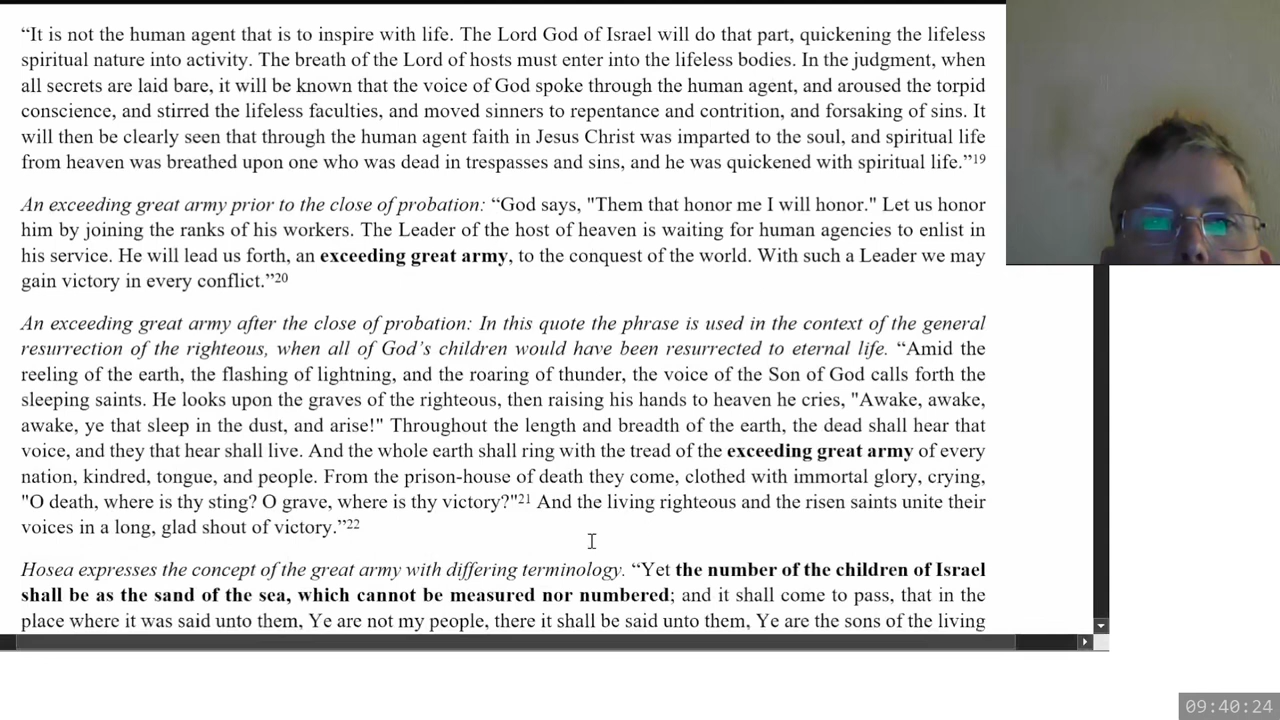 “It is not the human agent that is to inspire with life. The Lord God of Israel will do that part, quickening the lifeless
spiritual nature into activity. The breath of the Lord of hosts must enter into the lifeless bodies. In the judgment, when
all secrets are laid bare, it will be known that the voice of God spoke through the human agent, and aroused the torpid
conscience, and stirred the lifeless faculties, and moved sinners to repentance and contrition, and forsaking of sins. It
will then be clearly seen that through the human agent faith in Jesus Christ was imparted to the soul, and spiritual life
from heaven was breathed upon one who was dead in trespasses and sins, and he was quickened with spiritual life.”19
An exceeding great army prior to the close of probation: “God says, "Them that honor me I will honor." Let us honor
him by joining the ranks of his workers. The Leader of the host of heaven is waiting for human agencies to enlist in
his service. He will lead us forth, an exceeding great army, to the conquest of the world. With such a Leader we may
gain victory in every conflict.”20
An exceeding great army after the close of probation: In this quote the phrase is used in the context of the general
resurrection of the righteous, when all of God’s children would have been resurrected to eternal life. “Amid the
reeling of the earth, the flashing of lightning, and the roaring of thunder, the voice of the Son of God calls forth the
sleeping saints. He looks upon the graves of the righteous, then raising his hands to heaven he cries, "Awake, awake,
awake, ye that sleep in the dust, and arise!" Throughout the length and breadth of the earth, the dead shall hear that
voice, and they that hear shall live. And the whole earth shall ring with the tread of the exceeding great army of every
nation, kindred, tongue, and people. From the prison-house of death they come, clothed with immortal glory, crying,
"O death, where is thy sting? O grave, where is thy victory?"21 And the living righteous and the risen saints unite their
voices in a long, glad shout of victory.”22
Hosea expresses the concept of the great army with differing terminology. “Yet the number of the children of Israel
shall be as the sand of the sea, which cannot be measured nor numbered; and it shall come to pass, that in the
place where it was said unto them, Ye are not my people, there it shall be said unto them, Ye are the sons of the living
09:40:24